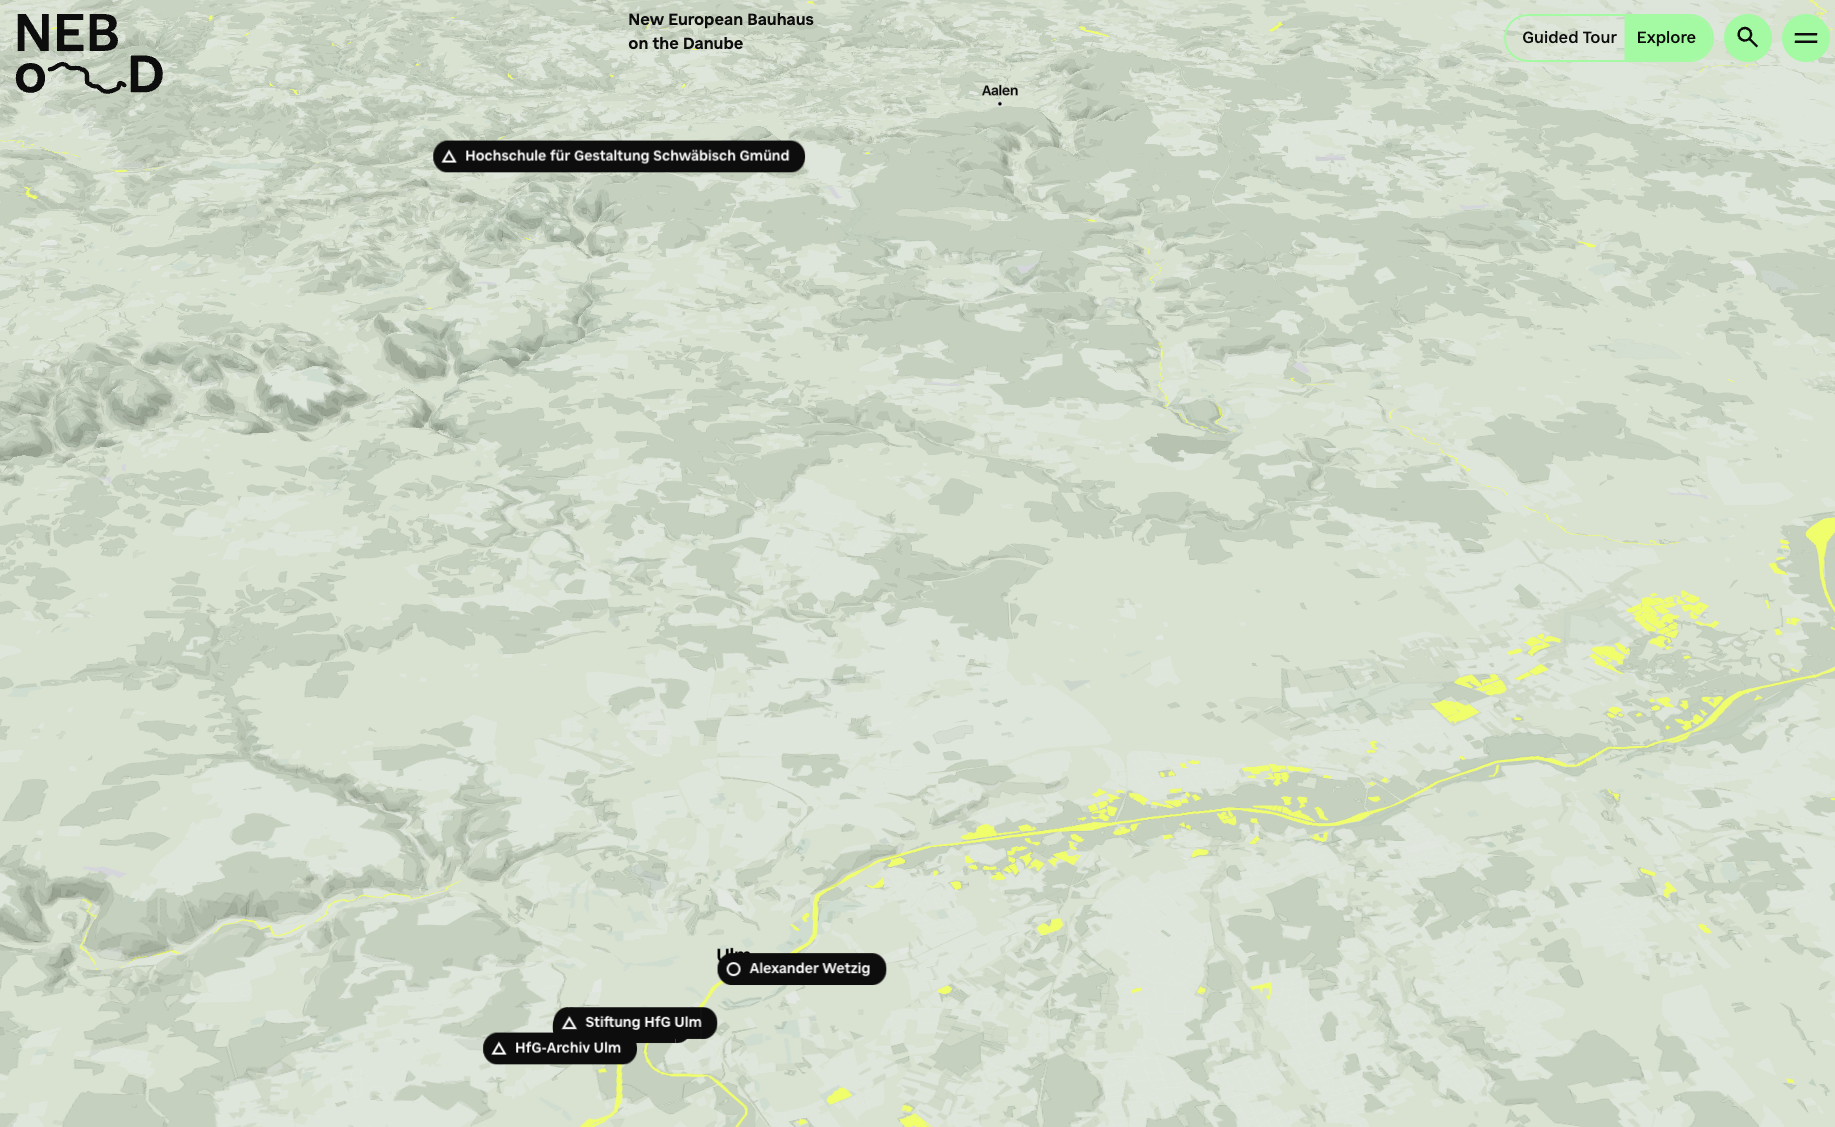 NEB
o D
New European Bauhaus
on the Danube
Guided Tour
Explore
Aalen
Hochschule für Gestaltung Schwäbisch Gmünd
Ulm
Alexander Wetzig
Stiftung HfG Ulm
HfG-Archiv Ulm